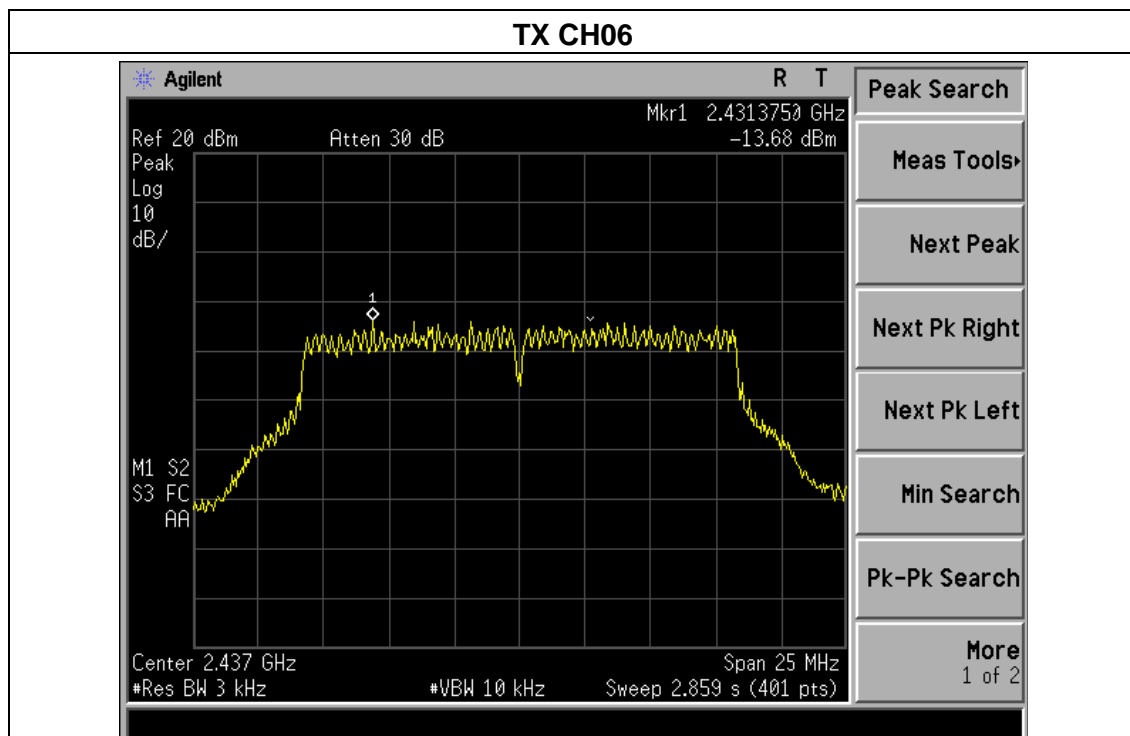 TX CH06
Agilent R T
Mkr1 2.4313750 GHz
Ref 20 dBm Atten 30 dB -13.68 dBm
Peak
Log
10
dB/
1
M1 S2
S3 FC
AA
Center 2.437 GHz Span 25 MHz
#Res BW 3 kHz #VBW 10 kHz Sweep 2.859 s (401 pts)
Peak Search
Meas Tools
Next Peak
Next Pk Right
Next Pk Left
Min Search
Pk-Pk Search
More
1 of 2